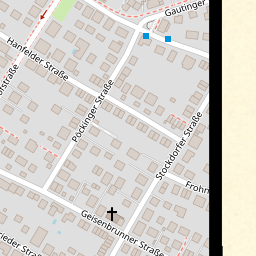 Gautinger
Hanfelder Straße
Pöckinger Straße
Stockdorfer Straße
Frohn
Geisenbrunner Straße